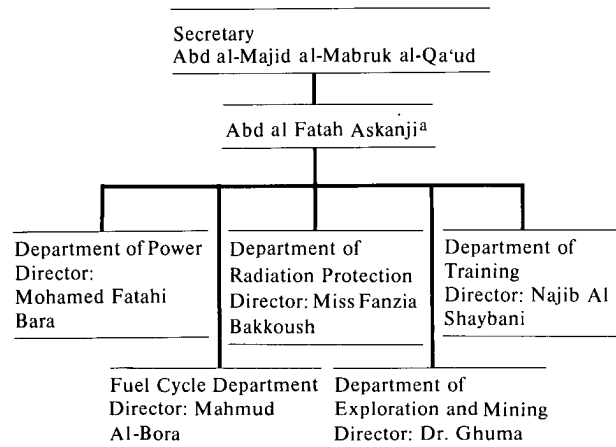 Secretary
Abd al-Majid al-Mabruk al-Qa‘ud
Abd al Fatah Askanjiᵃ
Department of Power
Director:
Mohamed Fatahi
Bara
Department of
Radiation Protection
Director: Miss Fanzia
Bakkoush
Department of
Training
Director: Najib Al
Shaybani
Fuel Cycle Department
Director: Mahmud
Al-Bora
Department of
Exploration and Mining
Director: Dr. Ghuma